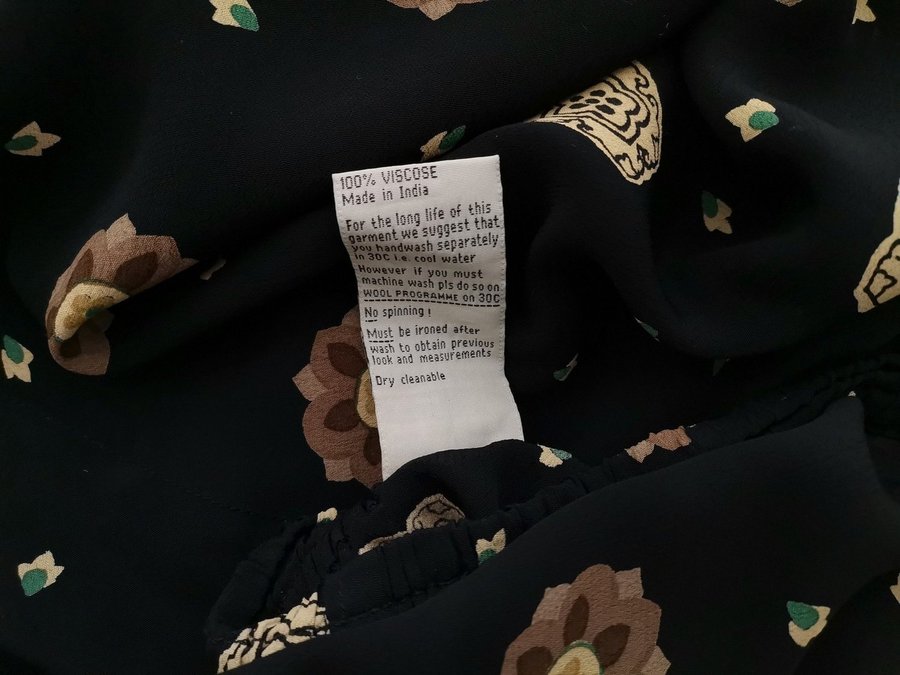 100% VISCOSE
Made in India
For the long life of this
garment we suggest that
you handwash separately
in 30C i.e. cool water
However if you must
machine wash pls do so on
WOOL PROGRAMME on 30C
No spinning !
Must be ironed after
wash to obtain previous
look and measurements
Dry cleanable